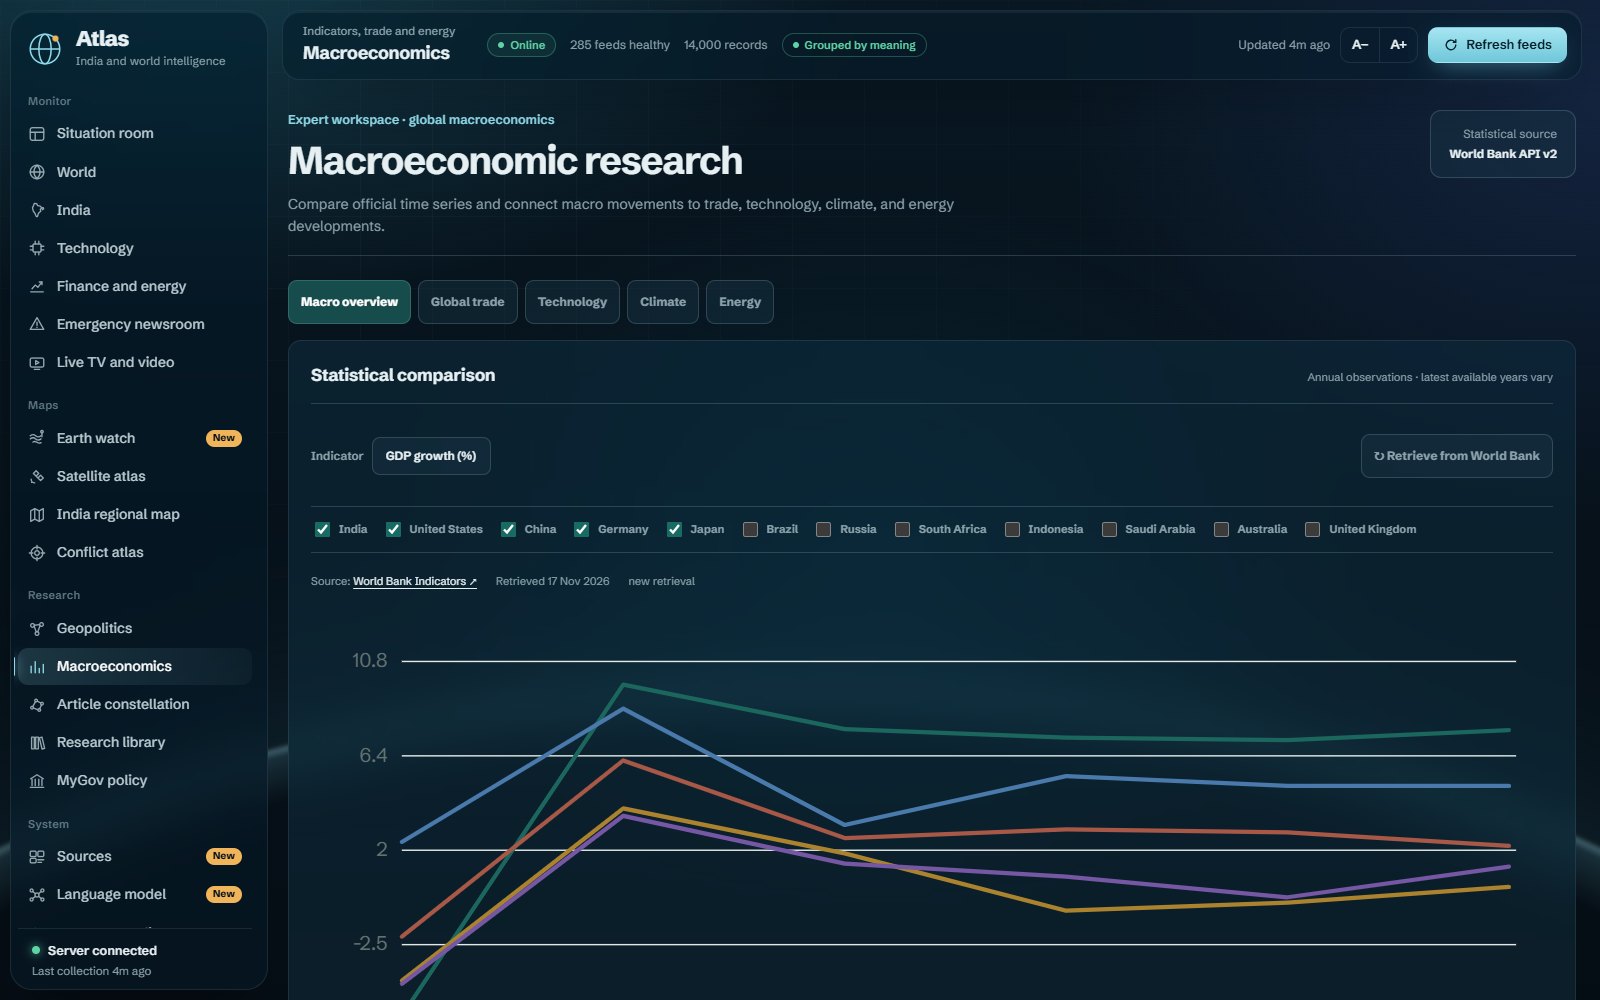 Atlas
India and world intelligence
Monitor
Situation room
World
India
Technology
Finance and energy
Emergency newsroom
Live TV and video
Maps
Earth watch New
Satellite atlas
India regional map
Conflict atlas
Research
Geopolitics
Macroeconomics
Article constellation
Research library
MyGov policy
System
Sources New
Language model New
Server connected
Last collection 4m ago
Indicators, trade and energy
Macroeconomics
Online 285 feeds healthy 14,000 records Grouped by meaning
Updated 4m ago A− A+ Refresh feeds
Expert workspace · global macroeconomics
Macroeconomic research
Compare official time series and connect macro movements to trade, technology, climate, and energy
developments.
Statistical source
World Bank API v2
Macro overview Global trade Technology Climate Energy
Statistical comparison
Annual observations · latest available years vary
Indicator GDP growth (%)
↻ Retrieve from World Bank
India United States China Germany Japan Brazil Russia South Africa Indonesia Saudi Arabia Australia United Kingdom
Source: World Bank Indicators ↗ Retrieved 17 Nov 2026 new retrieval
10.8
6.4
2
-2.5